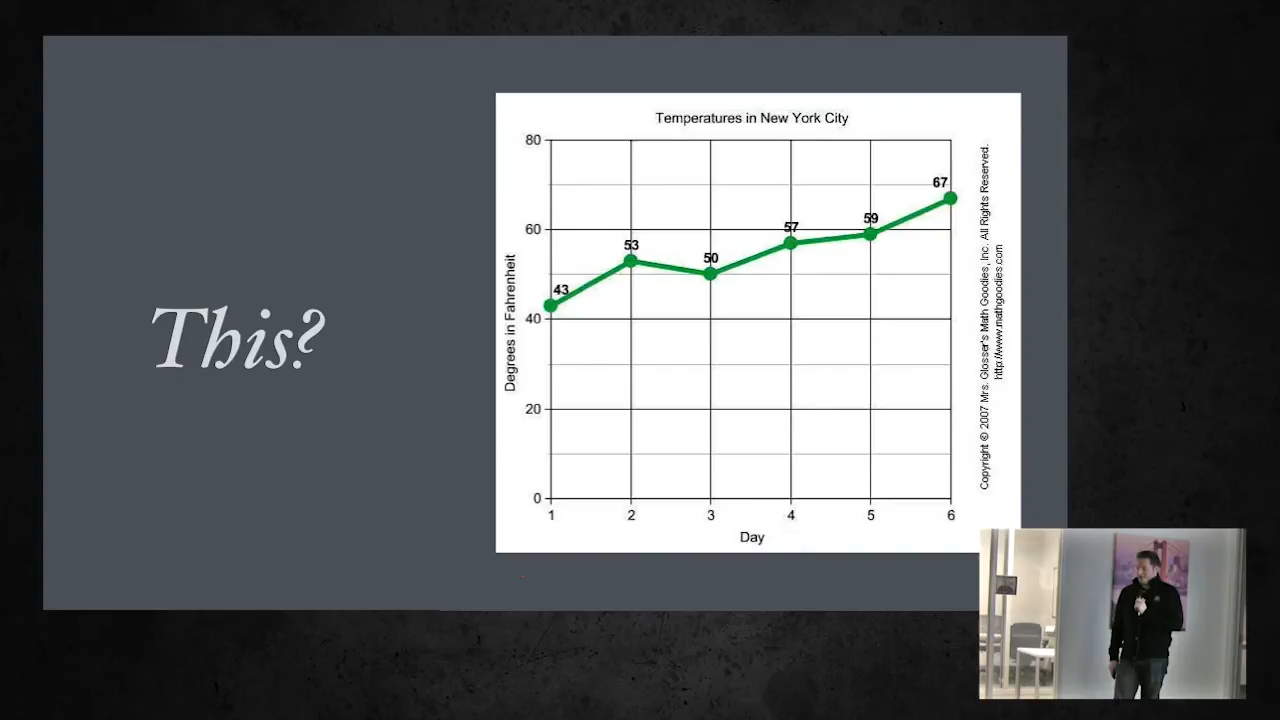 This?
Temperatures in New York City
80
60
40
20
0
Degrees in Fahrenheit
43
53
50
57
59
67
1 2 3 4 5 6
Day
Copyright © 2007 Mrs. Glosser's Math Goodies, Inc. All Rights Reserved.
http://www.mathgoodies.com